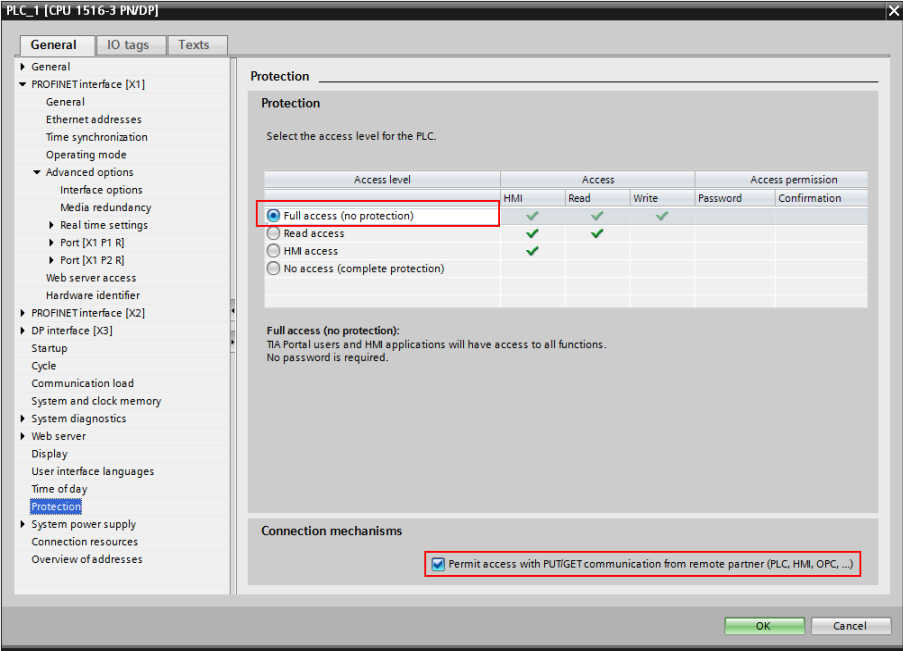 PLC_1 [CPU 1516-3 PN/DP]
General
IO tags
Texts
General
PROFINET interface [X1]
General
Ethernet addresses
Time synchronization
Operating mode
Advanced options
Interface options
Media redundancy
Real time settings
Port [X1 P1 R]
Port [X1 P2 R]
Web server access
Hardware identifier
PROFINET interface [X2]
DP interface [X3]
Startup
Cycle
Communication load
System and clock memory
System diagnostics
Web server
Display
User interface languages
Time of day
Protection
System power supply
Connection resources
Overview of addresses
Protection
Protection
Select the access level for the PLC.
Access level Access Access permission
HMI Read Write Password Confirmation
Full access (no protection)
Read access
HMI access
No access (complete protection)
Full access (no protection):
TIA Portal users and HMI applications will have access to all functions.
No password is required.
Connection mechanisms
Permit access with PUT/GET communication from remote partner (PLC, HMI, OPC, ...)
OK
Cancel